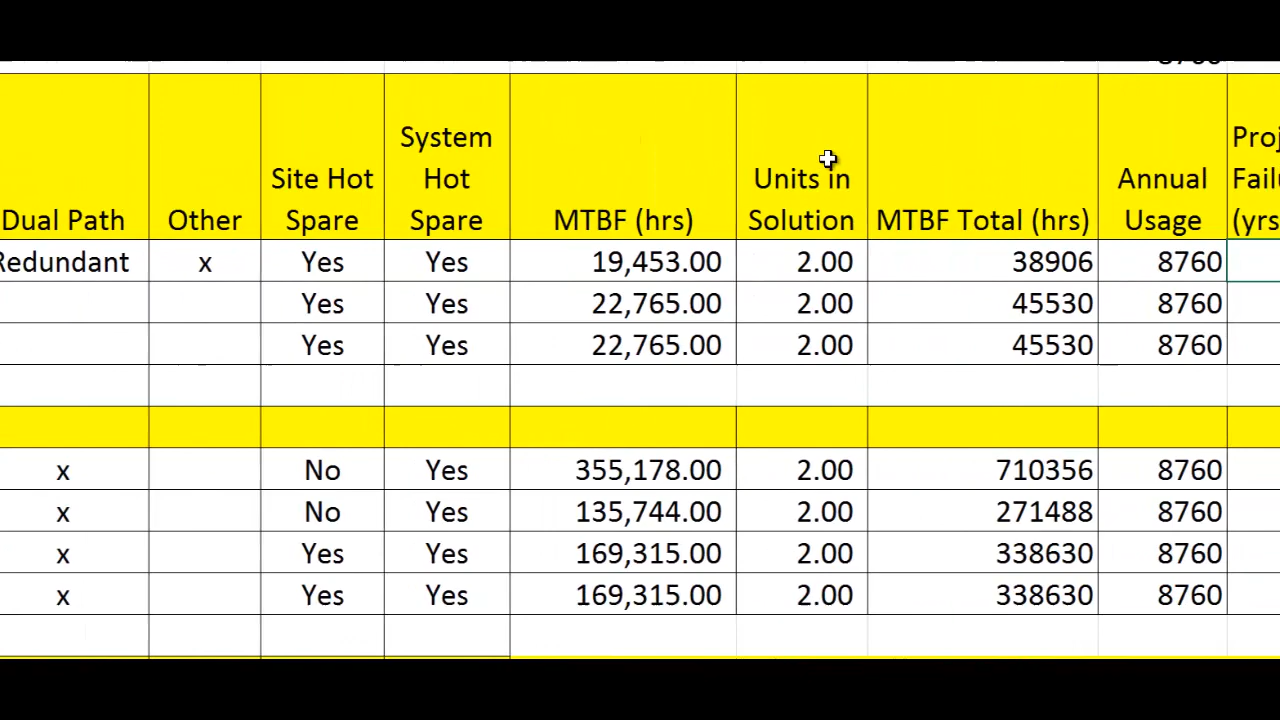 System
Proj
Site Hot Hot Units in Annual Fail
Dual Path Other Spare Spare MTBF (hrs) Solution MTBF Total (hrs) Usage (yrs
Redundant x Yes Yes 19,453.00 2.00 38906 8760
Yes Yes 22,765.00 2.00 45530 8760
Yes Yes 22,765.00 2.00 45530 8760
x No Yes 355,178.00 2.00 710356 8760
x No Yes 135,744.00 2.00 271488 8760
x Yes Yes 169,315.00 2.00 338630 8760
x Yes Yes 169,315.00 2.00 338630 8760